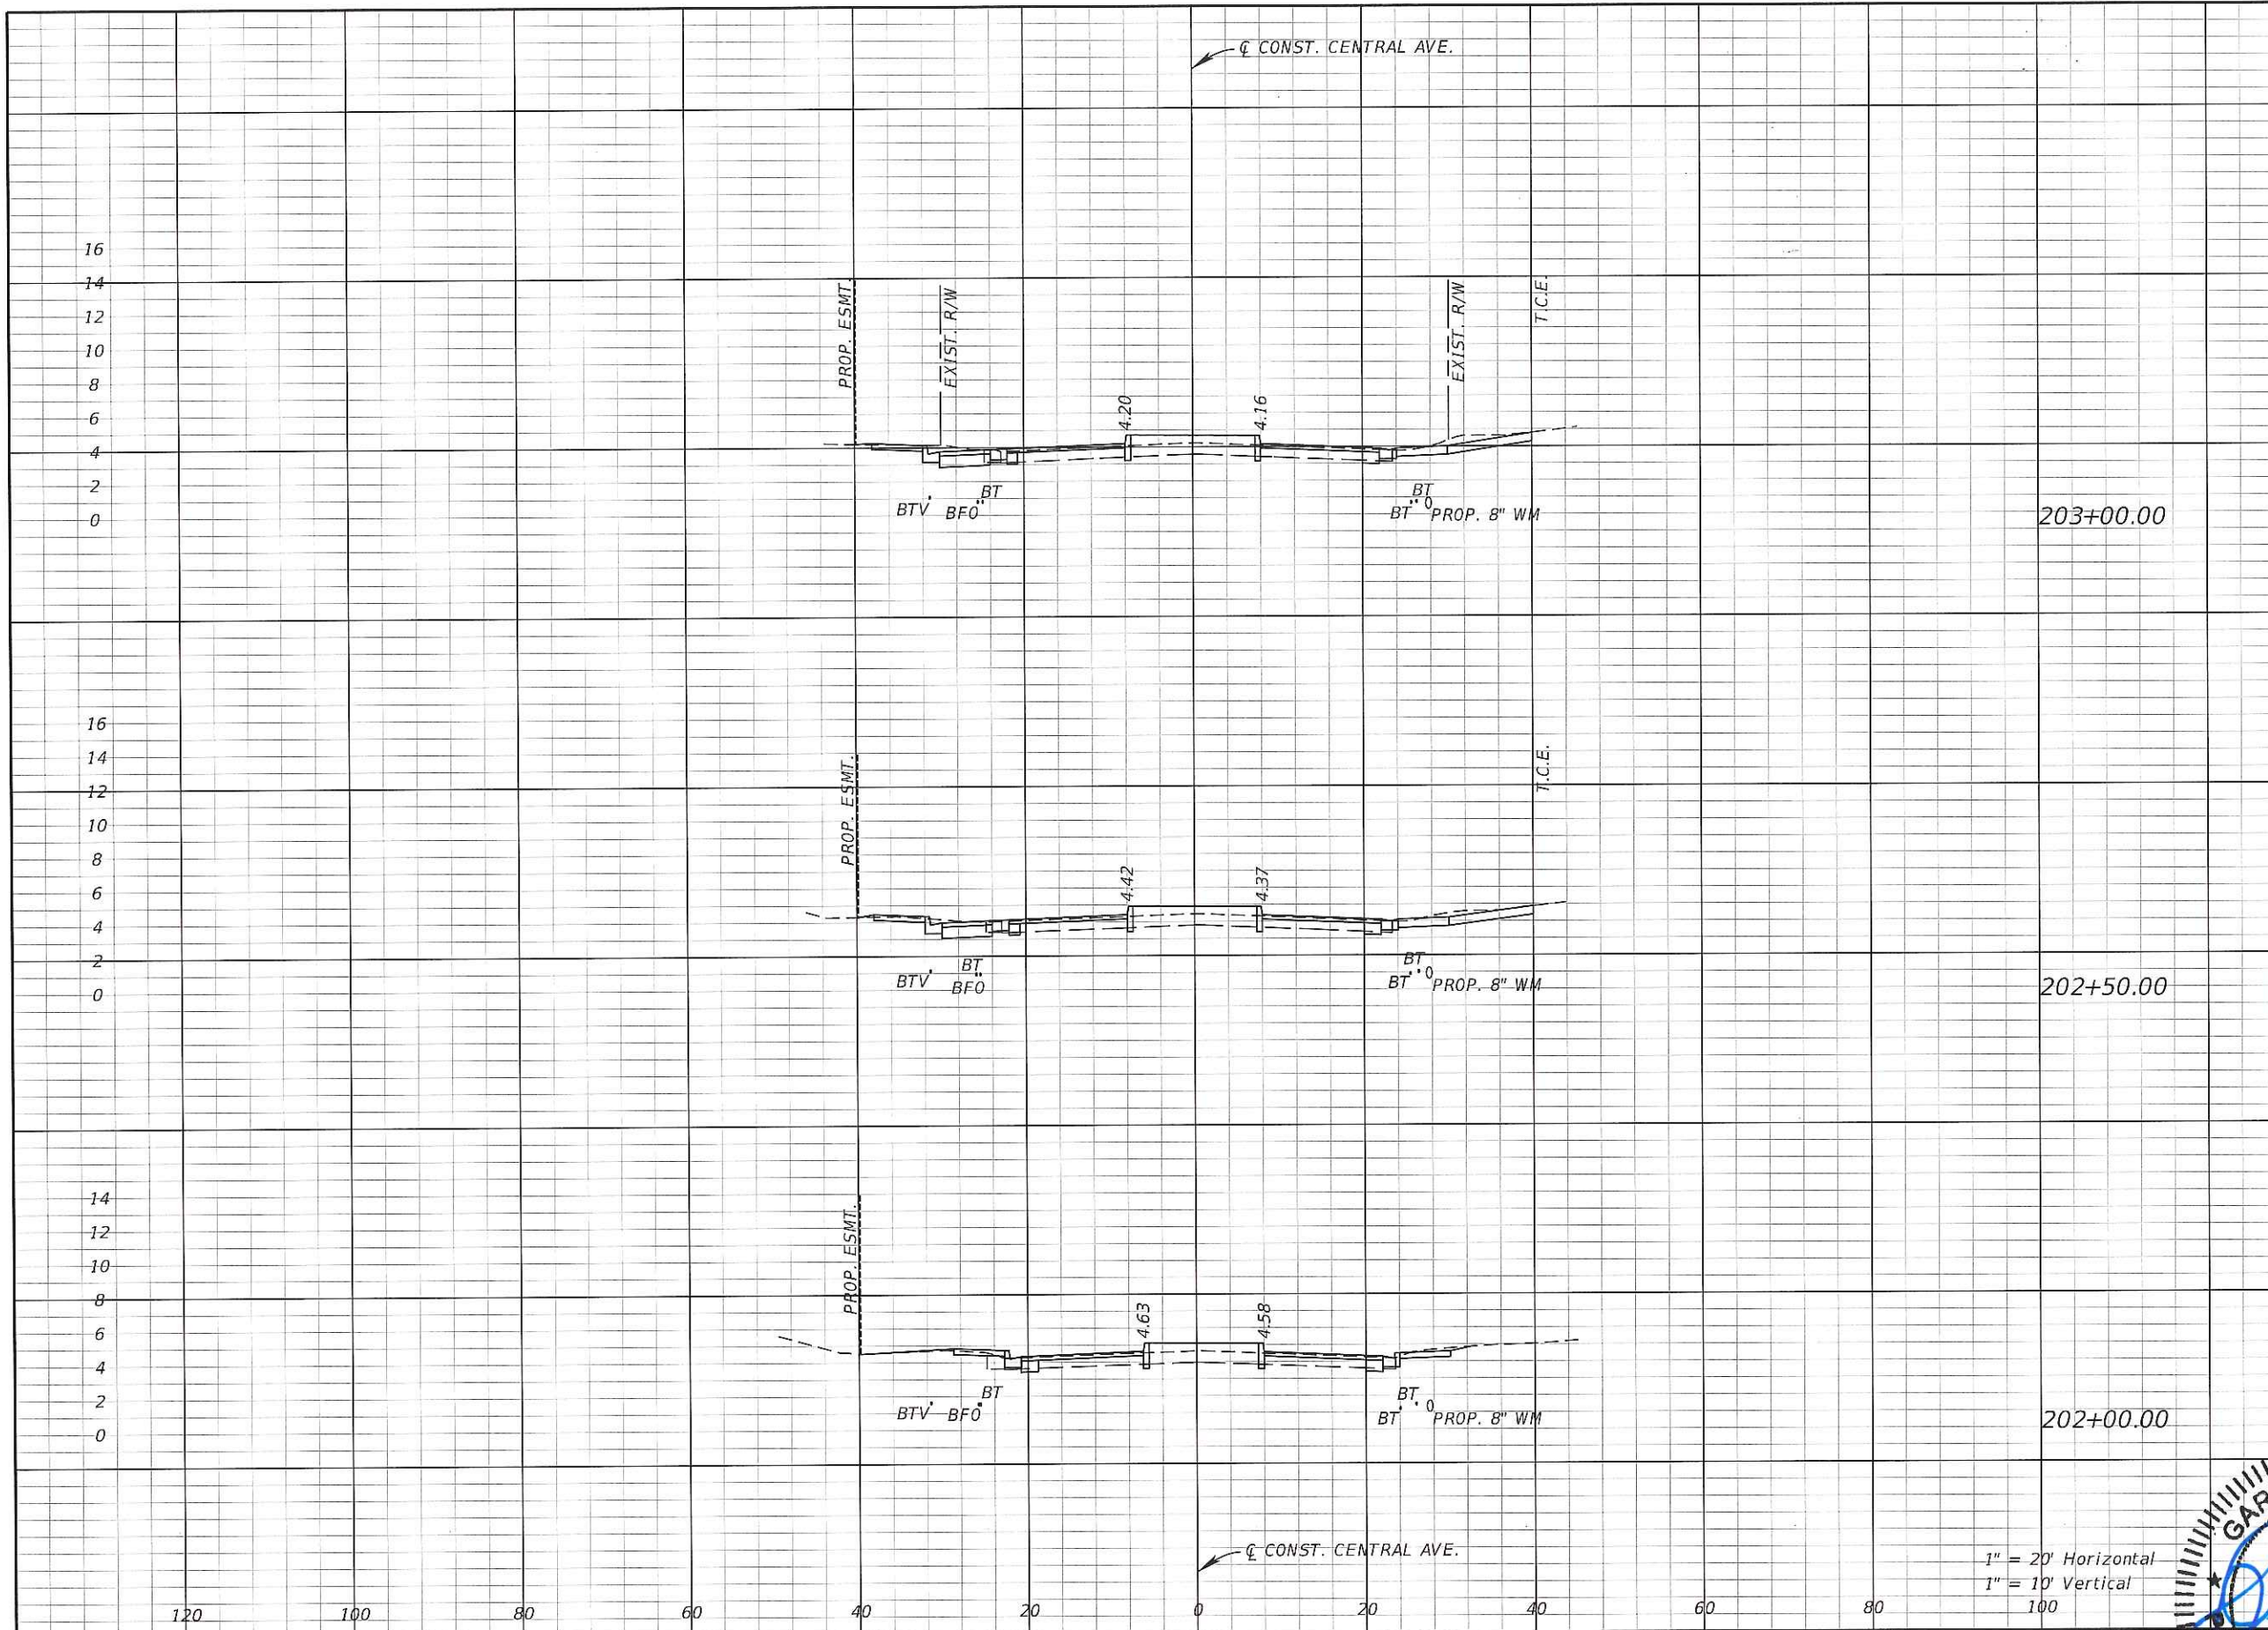 ℄ CONST. CENTRAL AVE.
16
14
12
10
8
6
4
2
0
PROP. ESMT.
EXIST. R/W
4.20
4.16
EXIST. R/W
T.C.E.
BTV BFO BT
BT BT PROP. 8" WM
203+00.00
16
14
12
10
8
6
4
2
0
PROP. ESMT.
4.42
4.37
T.C.E.
BTV BT BFO
BT BT PROP. 8" WM
202+50.00
14
12
10
8
6
4
2
0
PROP. ESMT.
4.63
4.58
BTV BFO BT
BT BT PROP. 8" WM
202+00.00
℄ CONST. CENTRAL AVE.
1" = 20' Horizontal
1" = 10' Vertical
120 100 80 60 40 20 0 20 40 60 80 100